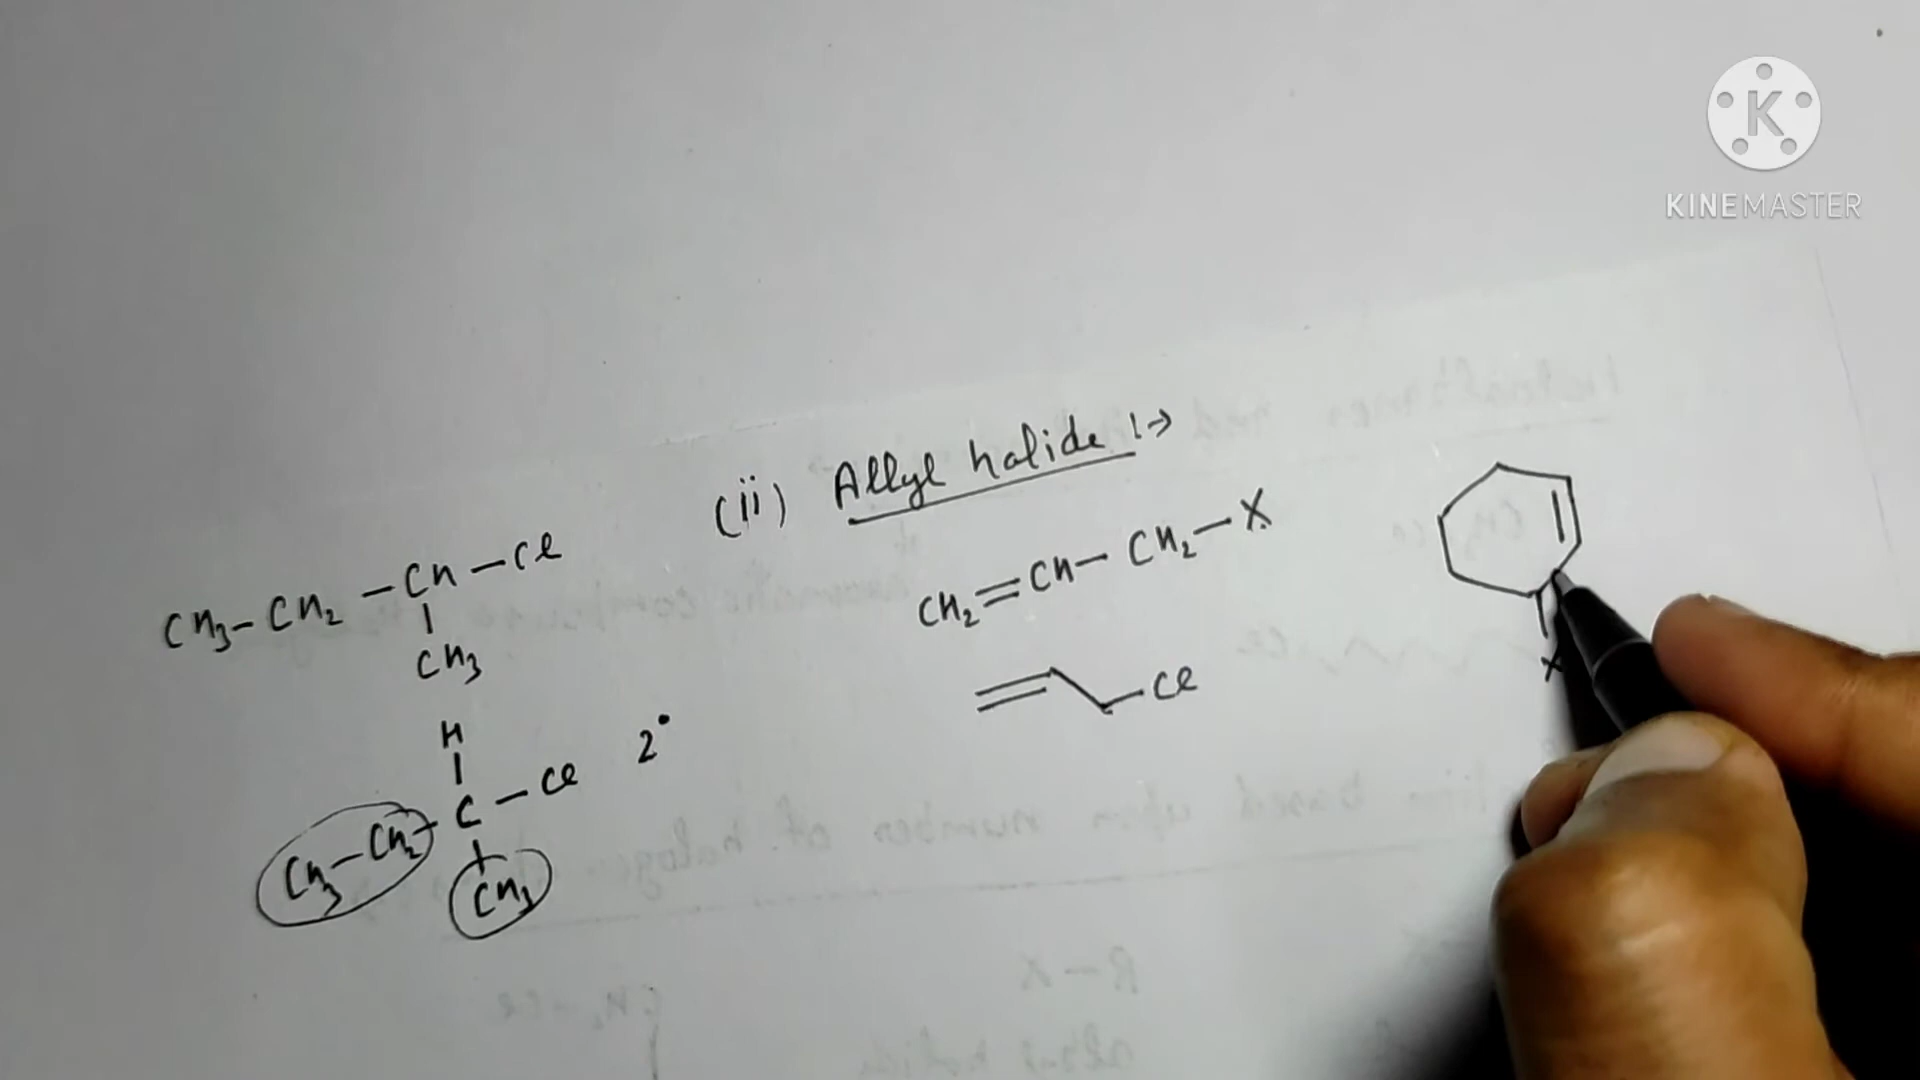 KINEMASTER
(ii) Allyl halide :→
CH₂=CH-CH₂-X
Cl
X
CH₃-CH₂-CH-Cl
CH₃
H
CH₃-CH₂-C-Cl 2°
CH₃